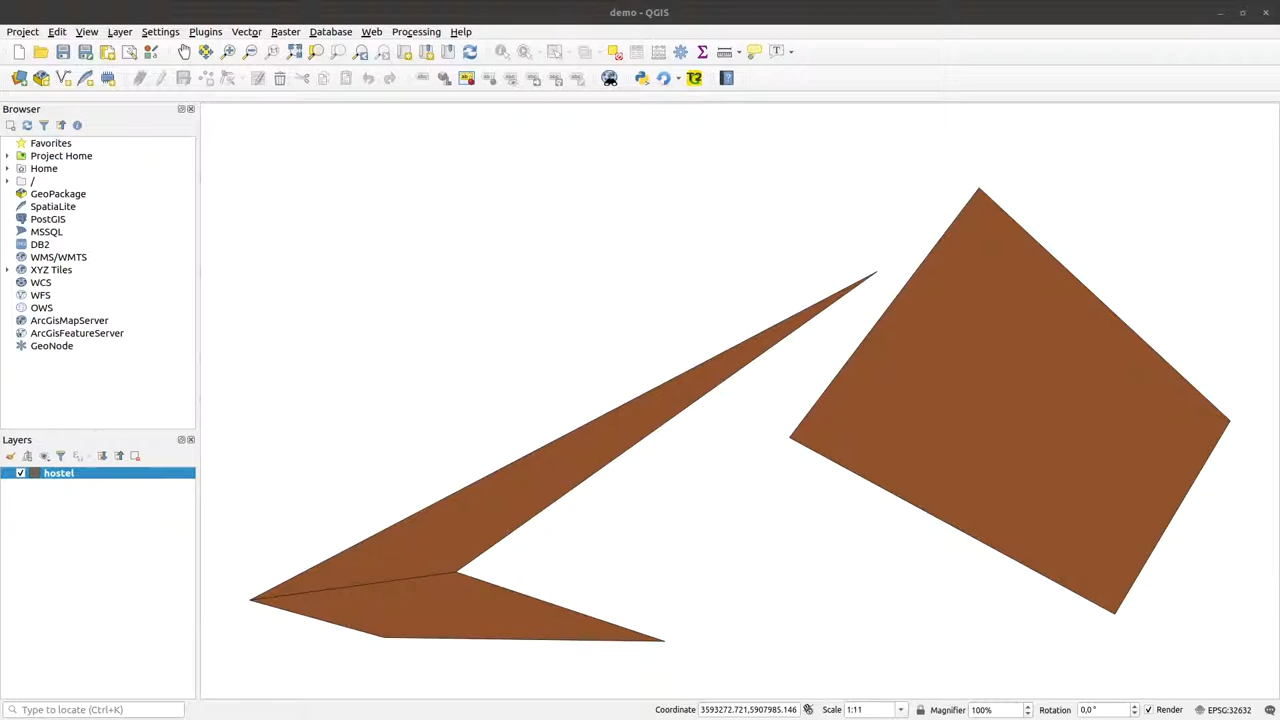 demo - QGIS
Project Edit View Layer Settings Plugins Vector Raster Database Web Processing Help
Browser
Favorites
Project Home
Home
/
GeoPackage
SpatiaLite
PostGIS
MSSQL
DB2
WMS/WMTS
XYZ Tiles
WCS
WFS
OWS
ArcGisMapServer
ArcGisFeatureServer
GeoNode
Layers
hostel
Type to locate (Ctrl+K) Coordinate 3593272.721,5907985.146 Scale 1:11 Magnifier 100% Rotation 0,0 ° Render EPSG:32632